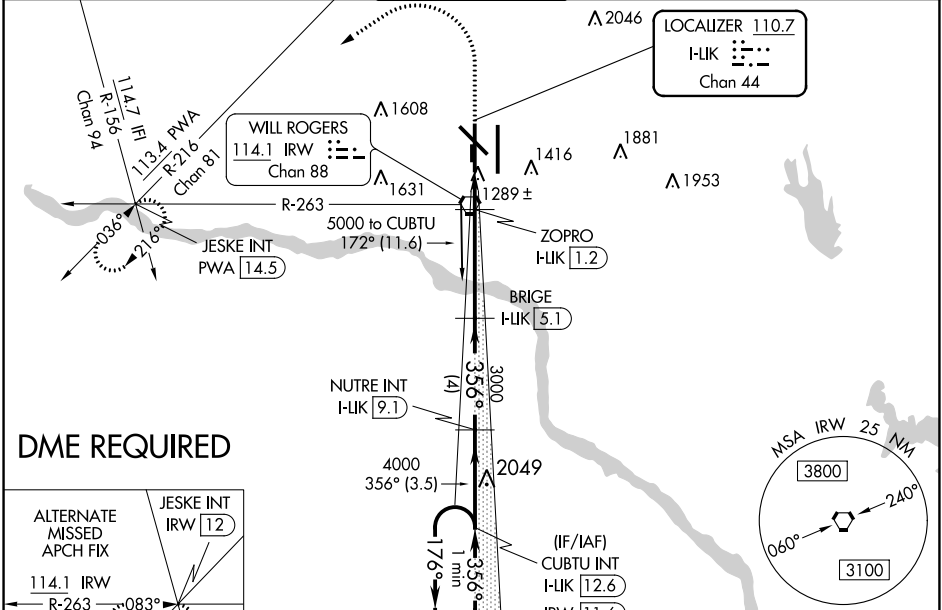 2046
LOCALIZER 110.7
I-LIK
Chan 44
114.7 IFI
R-156
Chan 94
113.4 PWA
R-216
Chan 81
1608
WILL ROGERS
114.1 IRW
Chan 88
1631
1416
1881
1953
1289 ±
R-263
5000 to CUBTU
172° (11.6)
ZOPRO
I-LIK 1.2
036°
216°
JESKE INT
PWA 14.5
BRIGE
I-LIK 5.1
356°
3000
(4)
NUTRE INT
I-LIK 9.1
DME REQUIRED
4000
356° (3.5)
2049
MSA IRW 25 NM
3800
240°
060°
3100
ALTERNATE
MISSED
APCH FIX
JESKE INT
IRW 12
114.1 IRW
R-263
083°
176°
1 min
356°
(IF/IAF)
CUBTU INT
I-LIK 12.6
IRW 11.6